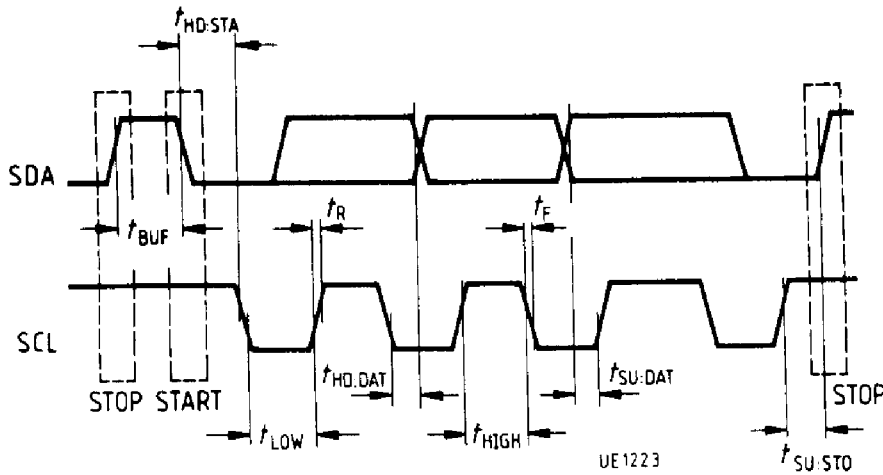 tHD:STA
SDA
tBUF
tR
tF
SCL
tHD:DAT
tSU:DAT
STOP
START
STOP
tLOW
tHIGH
tSU:STO
UE1223